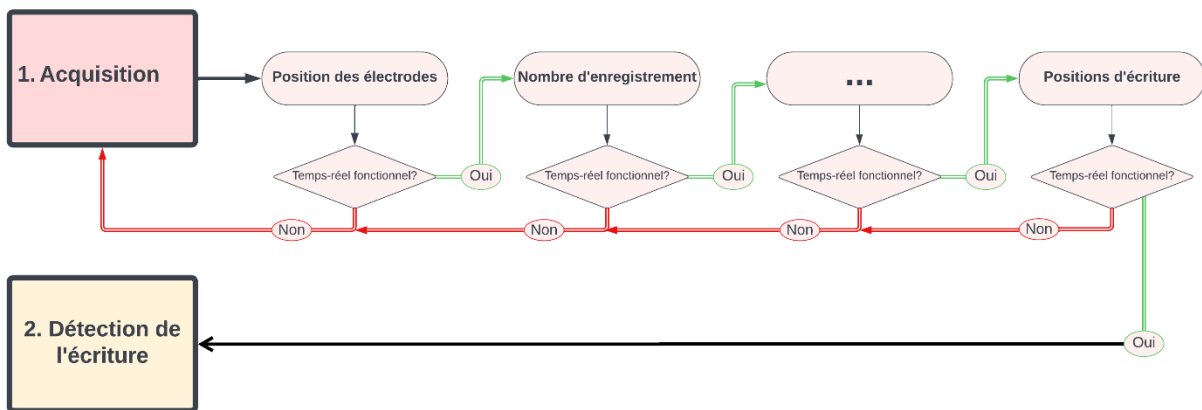 1. Acquisition
Position des électrodes
Nombre d'enregistrement
...
Positions d'écriture
Temps-réel fonctionnel?
Oui
Temps-réel fonctionnel?
Oui
Temps-réel fonctionnel?
Oui
Temps-réel fonctionnel?
Non
Non
Non
Non
2. Détection de
l'écriture
Oui